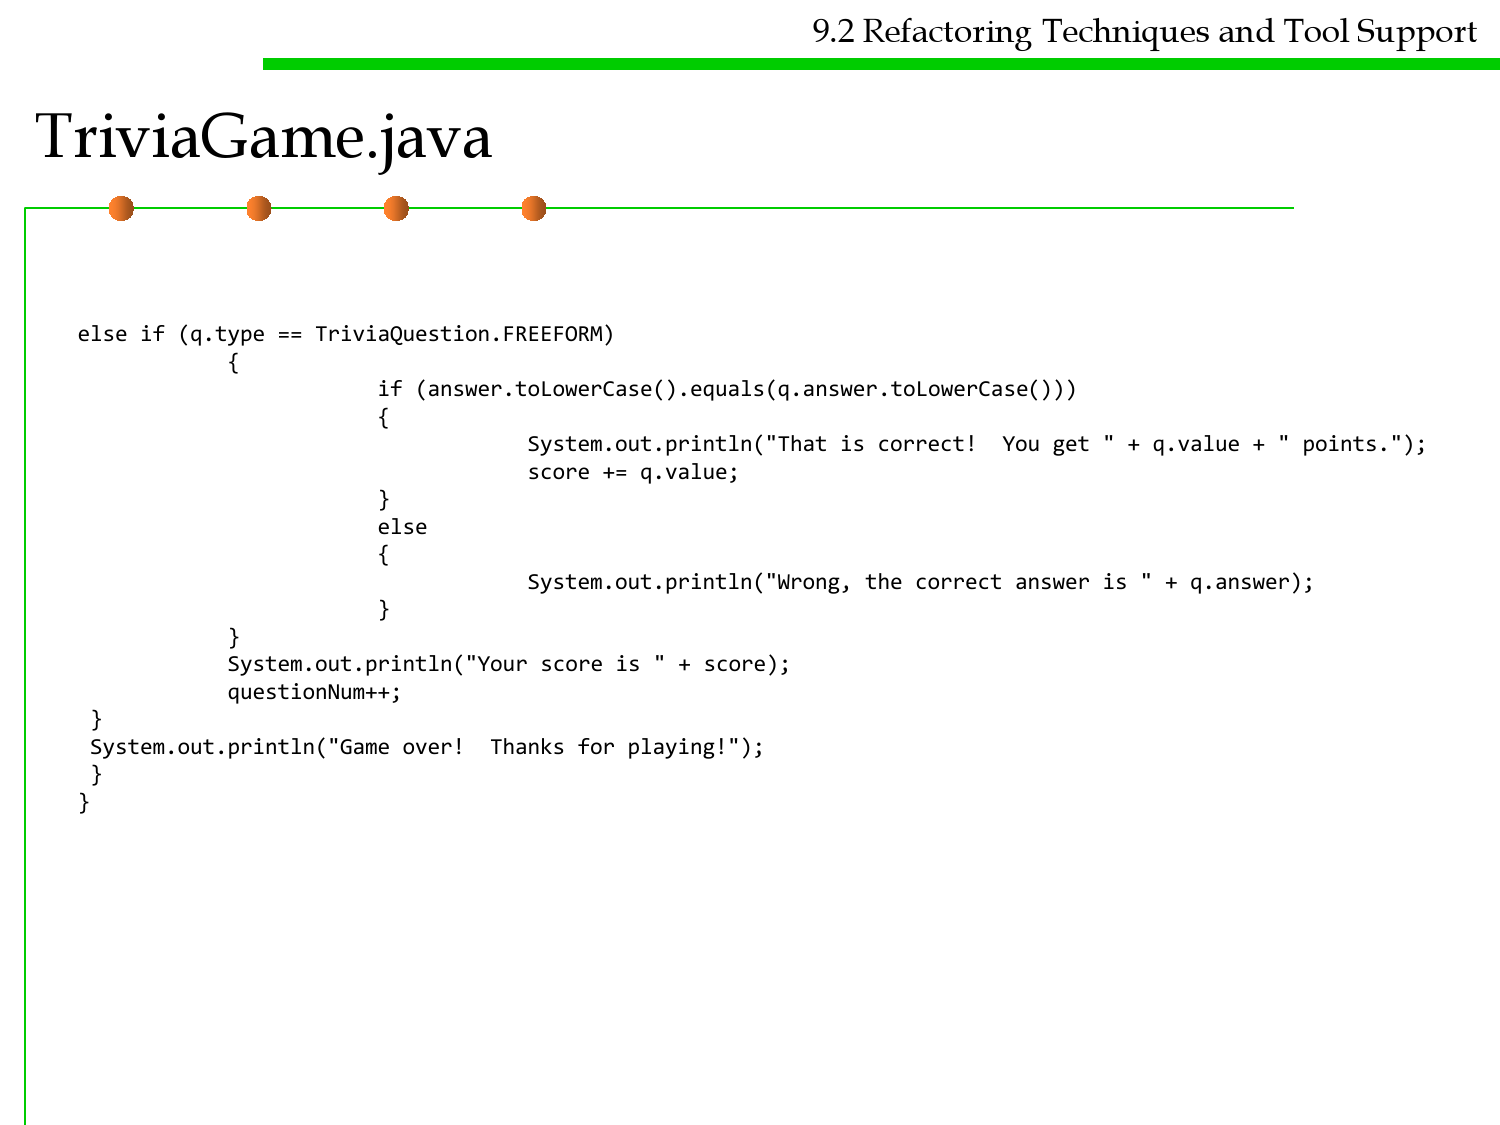 9.2 Refactoring Techniques and Tool Support
TriviaGame.java
else if (q.type == TriviaQuestion.FREEFORM)
{
if (answer.toLowerCase().equals(q.answer.toLowerCase()))
{
System.out.println("That is correct!  You get " + q.value + " points.");
score += q.value;
}
else
{
System.out.println("Wrong, the correct answer is " + q.answer);
}
}
System.out.println("Your score is " + score);
questionNum++;
}
System.out.println("Game over!  Thanks for playing!");
}
}